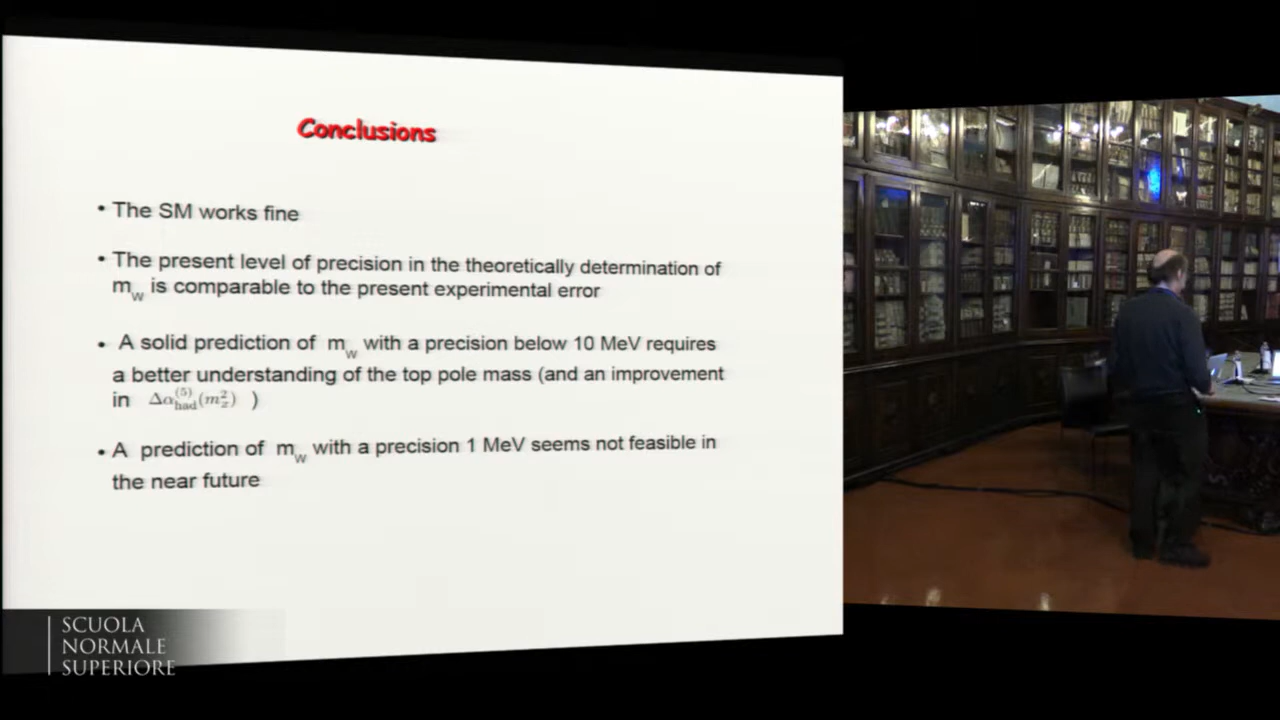 Conclusions
• The SM works fine
• The present level of precision in the theoretically determination of
m_w is comparable to the present experimental error
• A solid prediction of m_w with a precision below 10 MeV requires
a better understanding of the top pole mass (and an improvement
in Δα_had^(5)(m_z^2) )
• A prediction of m_w with a precision 1 MeV seems not feasible in
the near future
SCUOLA
NORMALE
SUPERIORE